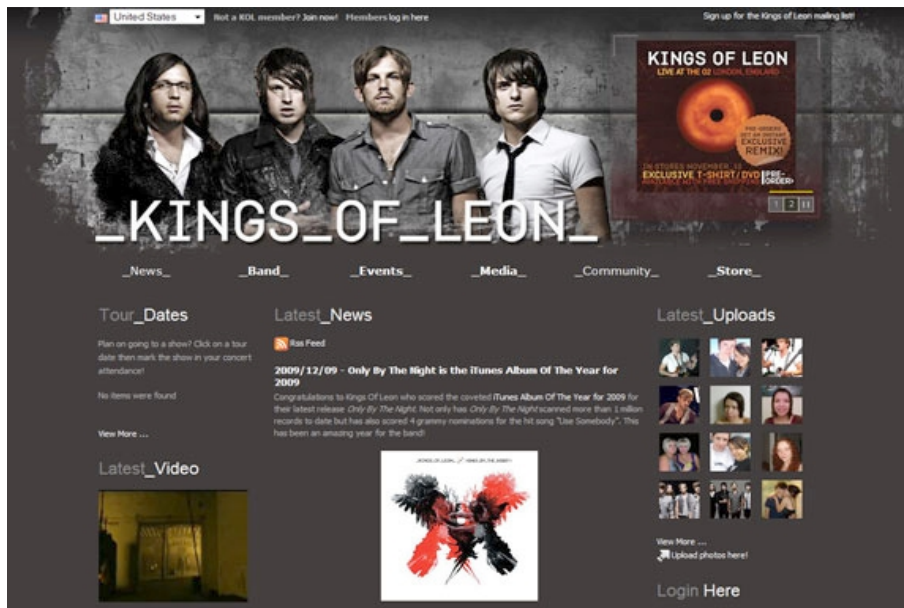 United States
Not a KOL member? Join now! Members log in here
Sign up for the Kings of Leon mailing list!
KINGS OF LEON
LIVE AT THE O2 LONDON, ENGLAND
PRE-ORDERS
GET AN INSTANT
EXCLUSIVE
REMIX!
IN STORES NOVEMBER 10
EXCLUSIVE T-SHIRT/DVD
AVAILABLE WITH FREE SHIPPING
PRE-
ORDER>
1 2
_KINGS_OF_LEON_
_News_ _Band_ _Events_ _Media_ _Community_ _Store_
Tour_Dates
Plan on going to a show? Click on a tour
date then mark the show in your concert
attendance!
No items were found
View More ...
Latest_Video
Latest_News
Rss Feed
2009/12/09 - Only By The Night is the iTunes Album Of The Year for
2009
Congratulations to Kings Of Leon who scored the coveted iTunes Album Of The Year for 2009 for
their latest release Only By The Night. Not only has Only By The Night scanned more than 1 million
records to date but has also scored 4 grammy nominations for the hit song "Use Somebody". This
has been an amazing year for the band!
Latest_Uploads
View More ....
Upload photos here!
Login Here